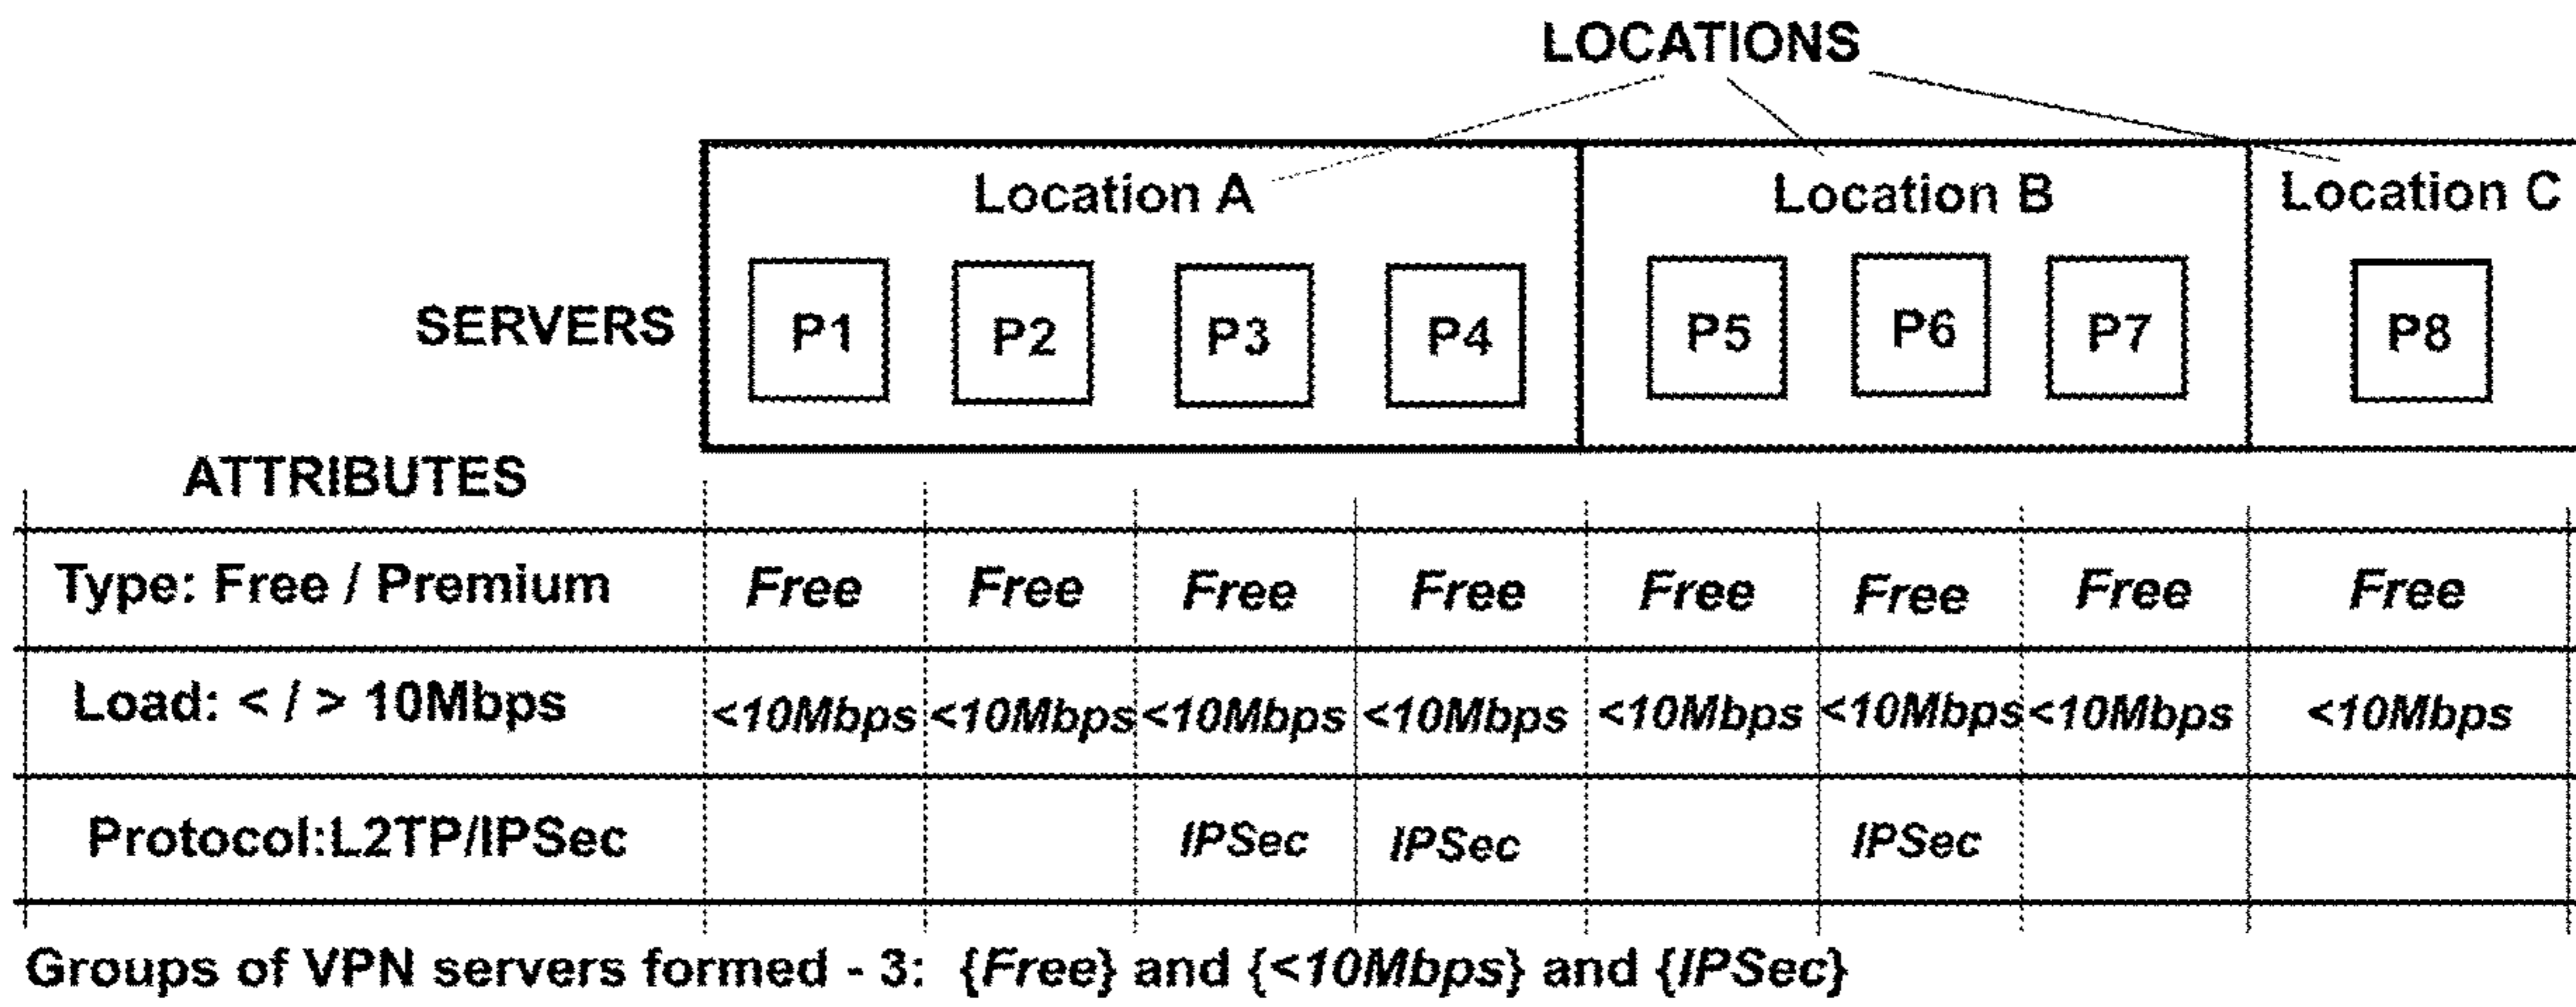 LOCATIONS
Location A Location B Location C
SERVERS P1 P2 P3 P4 P5 P6 P7 P8
ATTRIBUTES
Type: Free / Premium Free Free Free Free Free Free Free Free
Load: < / > 10Mbps <10Mbps <10Mbps <10Mbps <10Mbps <10Mbps <10Mbps <10Mbps <10Mbps
Protocol:L2TP/IPSec IPSec IPSec IPSec
Groups of VPN servers formed - 3: {Free} and {<10Mbps} and {IPSec}